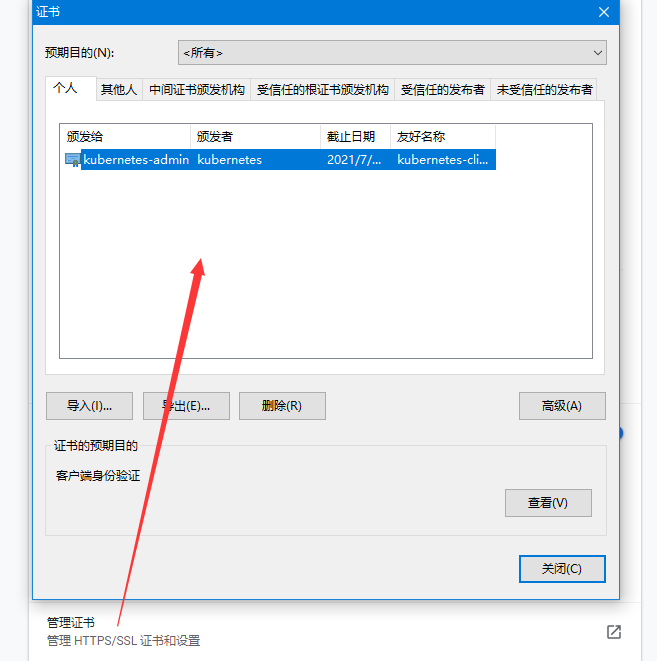 证书
预期目的(N):
<所有>
个人 其他人 中间证书颁发机构 受信任的根证书颁发机构 受信任的发布者 未受信任的发布者
颁发给 颁发者 截止日期 友好名称
kubernetes-admin kubernetes 2021/7/... kubernetes-cli...
导入(I)... 导出(E)... 删除(R) 高级(A)
证书的预期目的
客户端身份验证
查看(V)
关闭(C)
管理证书
管理 HTTPS/SSL 证书和设置